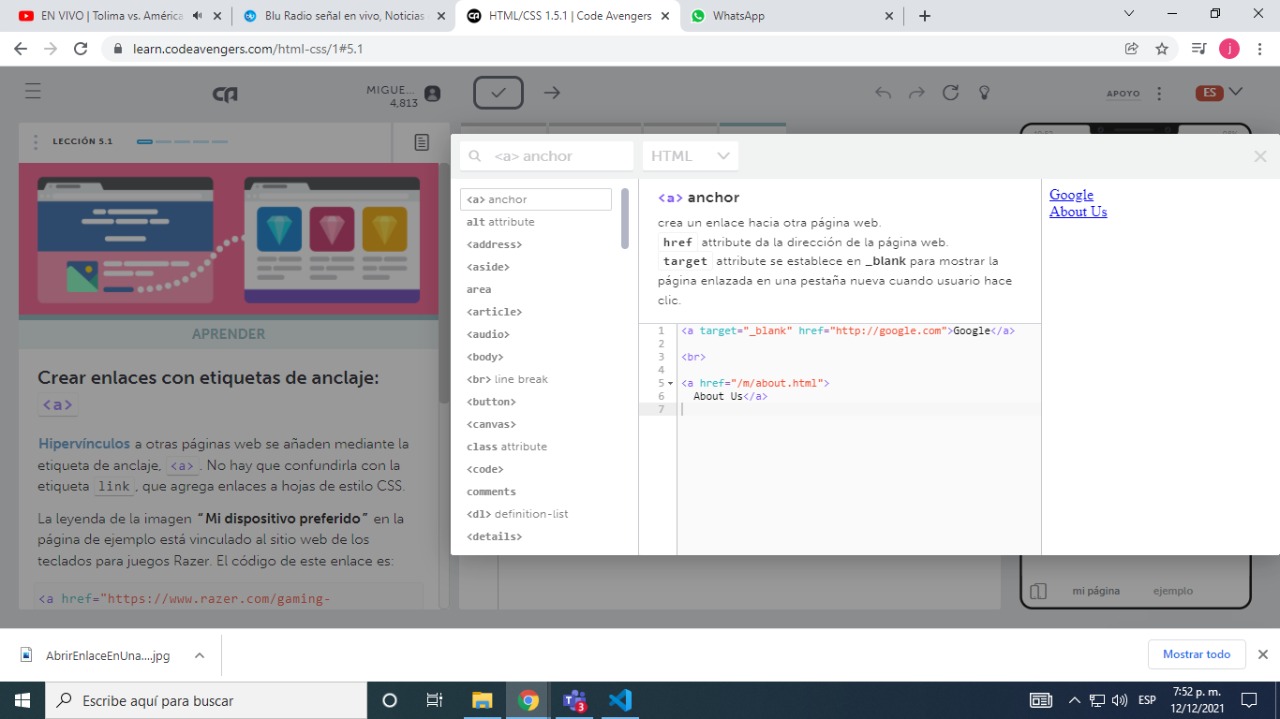 EN VIVO | Tolima vs. América
Blu Radio señal en vivo, Noticias
HTML/CSS 1.5.1 | Code Avengers
WhatsApp
learn.codeavengers.com/html-css/1#5.1
j
MIGUE...
4,813
APOYO
ES
LECCIÓN 5.1
APRENDER
Crear enlaces con etiquetas de anclaje:
<a>
Hipervínculos a otras páginas web se añaden mediante la
etiqueta de anclaje, <a>. No hay que confundirla con la
etiqueta link, que agrega enlaces a hojas de estilo CSS.
La leyenda de la imagen “Mi dispositivo preferido” en la
página de ejemplo está vinculado al sitio web de los
teclados para juegos Razer. El código de este enlace es:
<a href="https://www.razer.com/gaming-
<a> anchor
HTML
<a> anchor
alt attribute
<address>
<aside>
area
<article>
<audio>
<body>
<br> line break
<button>
<canvas>
class attribute
<code>
comments
<dl> definition-list
<details>
<a> anchor
crea un enlace hacia otra página web.
href attribute da la dirección de la página web.
target attribute se establece en _blank para mostrar la
página enlazada en una pestaña nueva cuando usuario hace
clic.
1 <a target="_blank" href="http://google.com">Google</a>
2
3 <br>
4
5 <a href="/m/about.html">
6 About Us</a>
7
Google
About Us
mi página
ejemplo
AbrirEnlaceEnUna....jpg
Mostrar todo
Escribe aquí para buscar
3
ESP
7:52 p. m.
12/12/2021